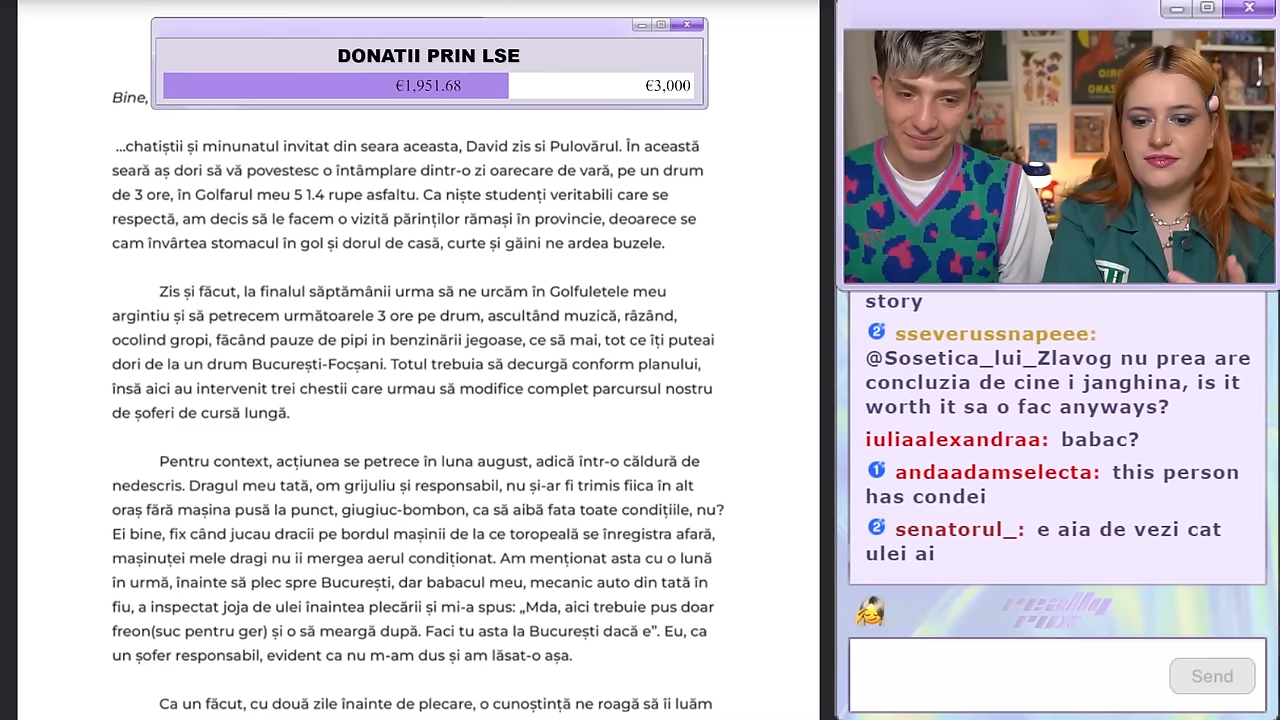 DONATII PRIN LSE
€1,951.68
€3,000
Bine,
...chatiștii și minunatul invitat din seara aceasta, David zis si Pulovărul. În această
seară aș dori să vă povestesc o întâmplare dintr-o zi oarecare de vară, pe un drum
de 3 ore, în Golfarul meu 5 1.4 rupe asfaltu. Ca niște studenți veritabili care se
respectă, am decis să le facem o vizită părinților rămași în provincie, deoarece se
cam învârtea stomacul în gol și dorul de casă, curte și găini ne ardea buzele.
Zis și făcut, la finalul săptămânii urma să ne urcăm în Golfuletele meu
argintiu și să petrecem următoarele 3 ore pe drum, ascultând muzică, râzând,
ocolind gropi, făcând pauze de pipi in benzinării jegoase, ce să mai, tot ce îți puteai
dori de la un drum București-Focșani. Totul trebuia să decurgă conform planului,
însă aici au intervenit trei chestii care urmau să modifice complet parcursul nostru
de șoferi de cursă lungă.
Pentru context, acțiunea se petrece în luna august, adică într-o căldură de
nedescris. Dragul meu tată, om grijuliu și responsabil, nu și-ar fi trimis fiica în alt
oraș fără mașina pusă la punct, giugiuc-bombon, ca să aibă fata toate condițiile, nu?
Ei bine, fix când jucau dracii pe bordul mașinii de la ce toropeală se înregistra afară,
mașinuței mele dragi nu ii mergea aerul condiționat. Am menționat asta cu o lună
în urmă, înainte să plec spre București, dar babacul meu, mecanic auto din tată în
fiu, a inspectat joja de ulei înaintea plecării și mi-a spus: „Mda, aici trebuie pus doar
freon(suc pentru ger) și o să meargă după. Faci tu asta la București dacă e”. Eu, ca
un șofer responsabil, evident ca nu m-am dus și am lăsat-o așa.
Ca un făcut, cu două zile înainte de plecare, o cunoștință ne roagă să îi luăm
story
2 sseverussnapeee:
@Sosetica_lui_Zlavog nu prea are
concluzia de cine i janghina, is it
worth it sa o fac anyways?
iuliaalexandraa: babac?
1 andaadamselecta: this person
has condei
2 senatorul_: e aia de vezi cat
ulei ai
really
rux
Send